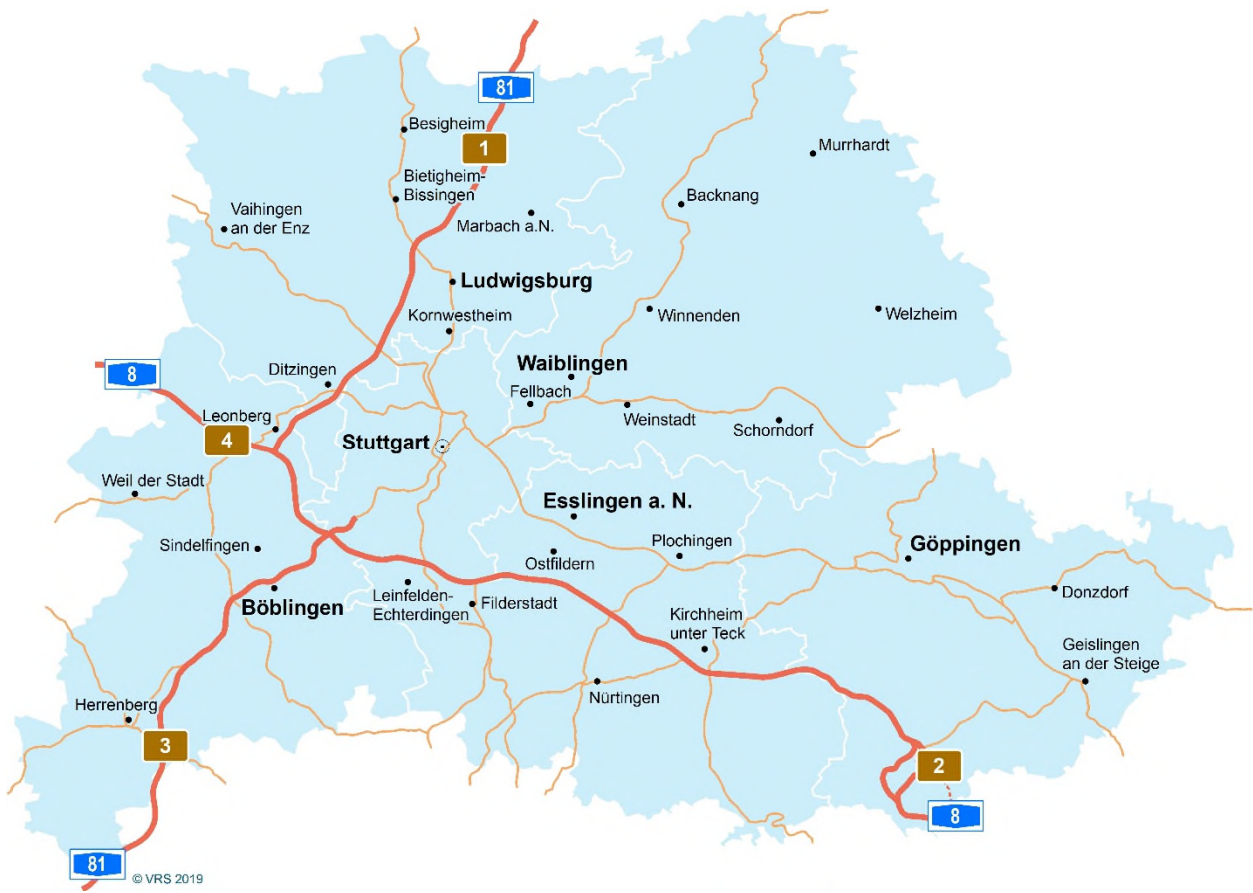 81
Besigheim
1
Murrhardt
Bietigheim-
Bissingen
Backnang
Vaihingen
an der Enz
Marbach a.N.
Ludwigsburg
Kornwestheim
Winnenden
Welzheim
8
Ditzingen
Waiblingen
Fellbach
Leonberg
Weinstadt
Schorndorf
4
Stuttgart
Weil der Stadt
Esslingen a. N.
Sindelfingen
Plochingen
Göppingen
Ostfildern
Böblingen
Leinfelden-
Echterdingen
Filderstadt
Donzdorf
Kirchheim
unter Teck
Geislingen
an der Steige
Nürtingen
Herrenberg
3
2
8
81
© VRS 2019